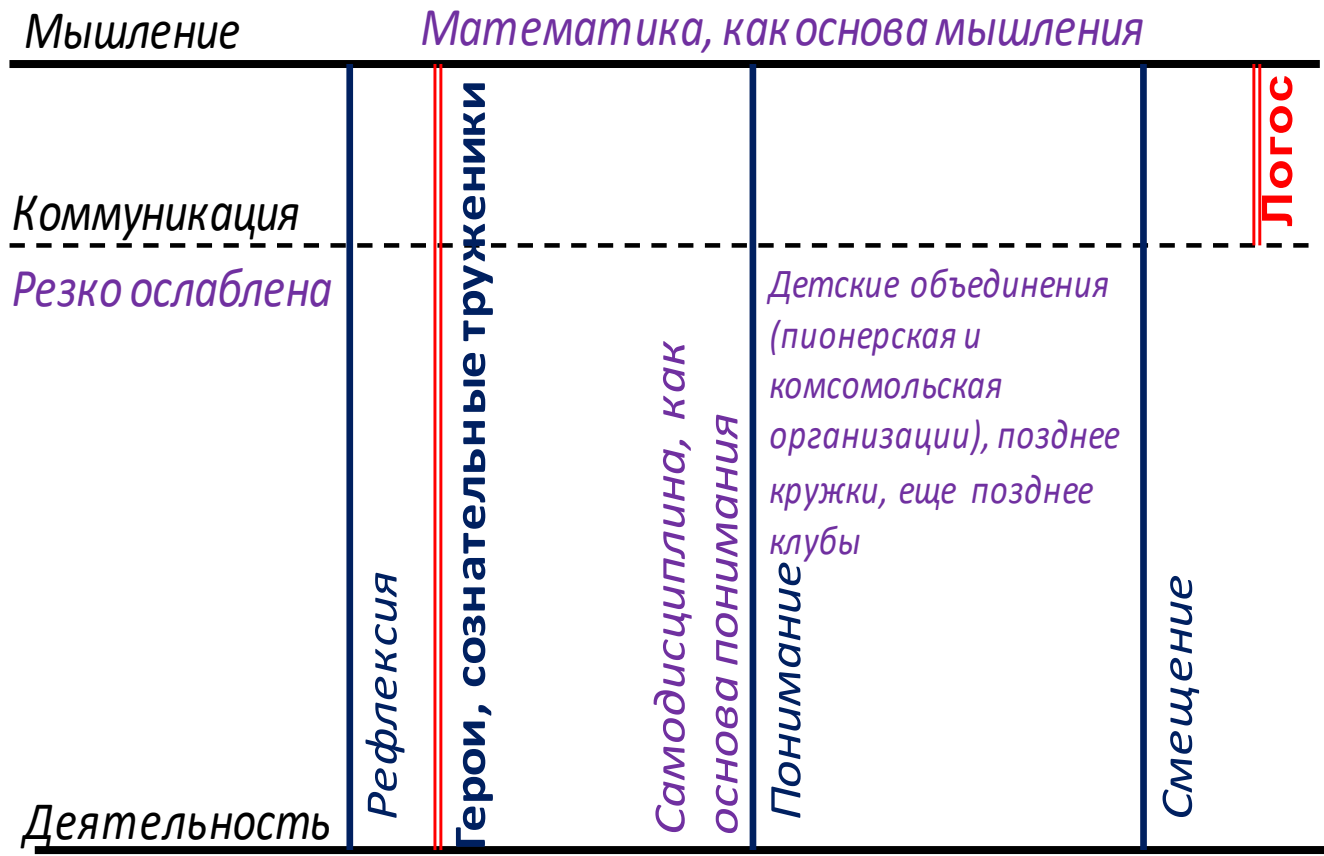 Мышление
Математика, как основа мышления
Логос
Коммуникация
Резко ослаблена
Рефлексия
Герои, сознательные труженики
Самодисциплина, как
основа понимания
Детские объединения
(пионерская и
комсомольская
организации), позднее
кружки, еще позднее
клубы
Понимание
Смещение
Деятельность